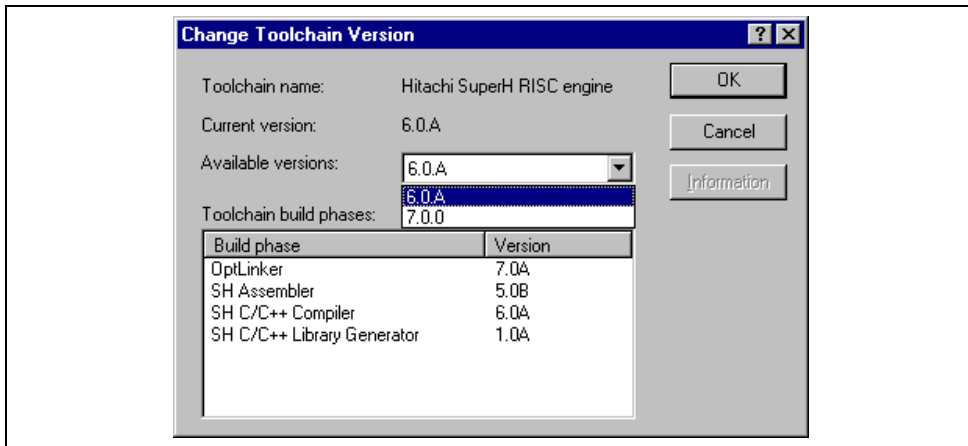 Change Toolchain Version
Toolchain name: Hitachi SuperH RISC engine OK
Current version: 6.0.A Cancel
Available versions: 6.0.A Information
6.0.A
Toolchain build phases: 7.0.0
Build phase Version
OptLinker 7.0A
SH Assembler 5.0B
SH C/C++ Compiler 6.0A
SH C/C++ Library Generator 1.0A